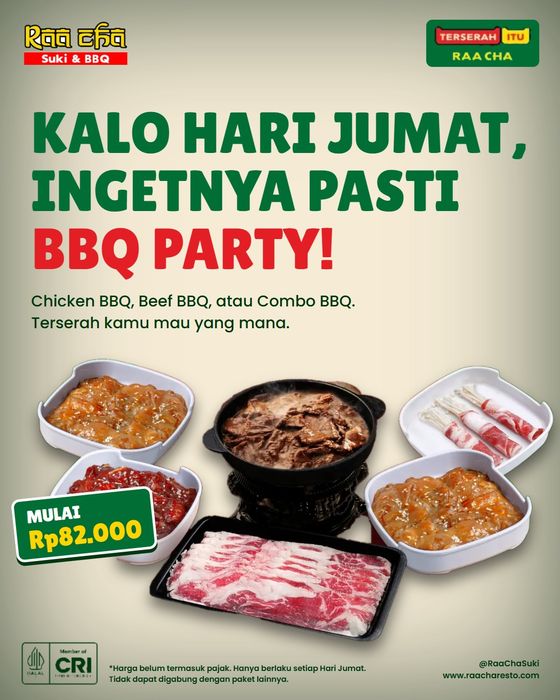 Raa cha
Suki & BBQ
TERSERAH ITU
RAA CHA
KALO HARI JUMAT,
INGETNYA PASTI
BBQ PARTY!
Chicken BBQ, Beef BBQ, atau Combo BBQ.
Terserah kamu mau yang mana.
MULAI
Rp82.000
HALAL
Member of
CRI
*Harga belum termasuk pajak. Hanya berlaku setiap Hari Jumat.
Tidak dapat digabung dengan paket lainnya.
@RaaChaSuki
www.raacharesto.com